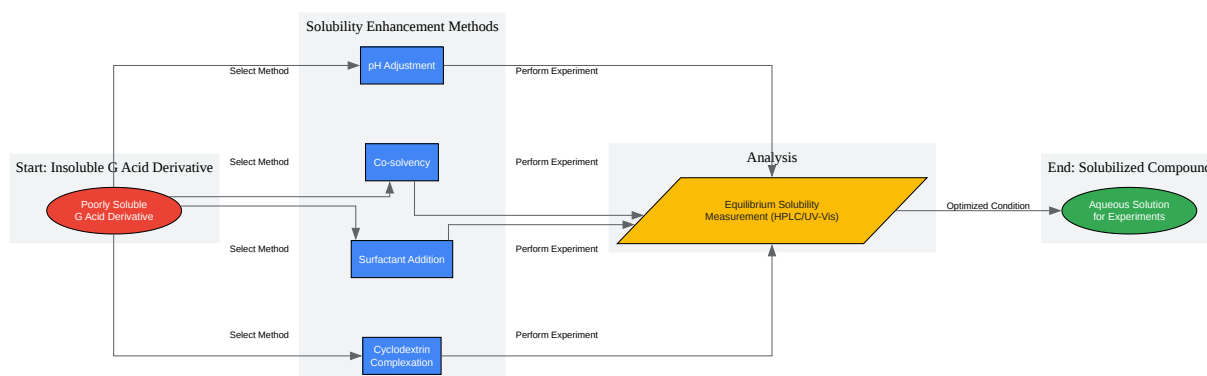 Solubility Enhancement Methods
pH Adjustment
Select Method
Perform Experiment
Co-solvency
Select Method
Perform Experiment
Analysis
Start: Insoluble G Acid Derivative
End: Solubilized Compound
Poorly Soluble
G Acid Derivative
Equilibrium Solubility
Measurement (HPLC/UV-Vis)
Optimized Condition
Aqueous Solution
for Experiments
Select Method
Surfactant Addition
Perform Experiment
Select Method
Perform Experiment
Cyclodextrin
Complexation